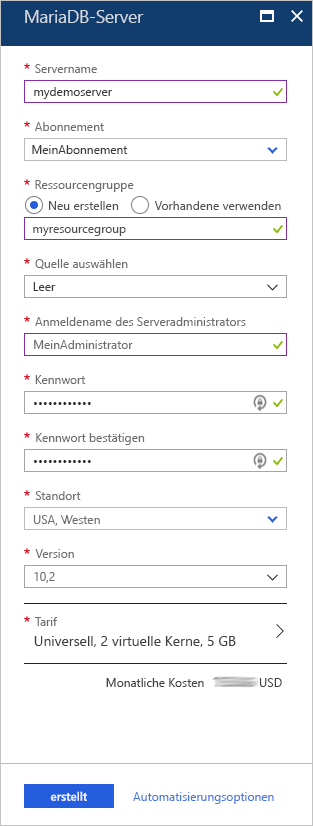 MariaDB-Server
* Servername
mydemoserver
* Abonnement
MeinAbonnement
* Ressourcengruppe
Neu erstellen Vorhandene verwenden
myresourcegroup
* Quelle auswählen
Leer
* Anmeldename des Serveradministrators
MeinAdministrator
* Kennwort
••••••••••••
* Kennwort bestätigen
••••••••••••
* Standort
USA, Westen
* Version
10,2
* Tarif
Universell, 2 virtuelle Kerne, 5 GB
Monatliche Kosten USD
erstellt Automatisierungsoptionen